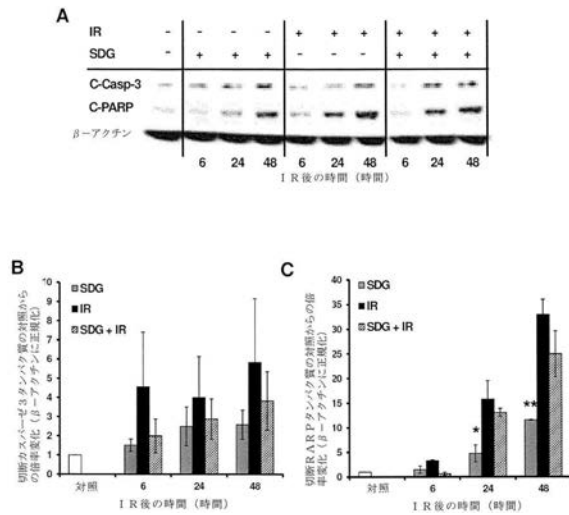 A
IR - - - - + + + + + +
SDG - + + + - - - + + +
C-Casp-3
C-PARP
β－アクチン
6 24 48 6 24 48 6 24 48
IR後の時間（時間）
B
切断カスパーゼ3タンパク質の対照から
の倍率変化（β－アクチンに正規化）
10
9
8
7
6
5
4
3
2
1
0
SDG
IR
SDG + IR
対照 6 24 48
IR後の時間（時間）
C
切断RARPタンパク質の対照からの倍
率変化（β－アクチンに正規化）
40
35
30
25
20
15
10
5
0
SDG
IR
SDG + IR
*
**
対照 6 24 48
IR後の時間（時間）